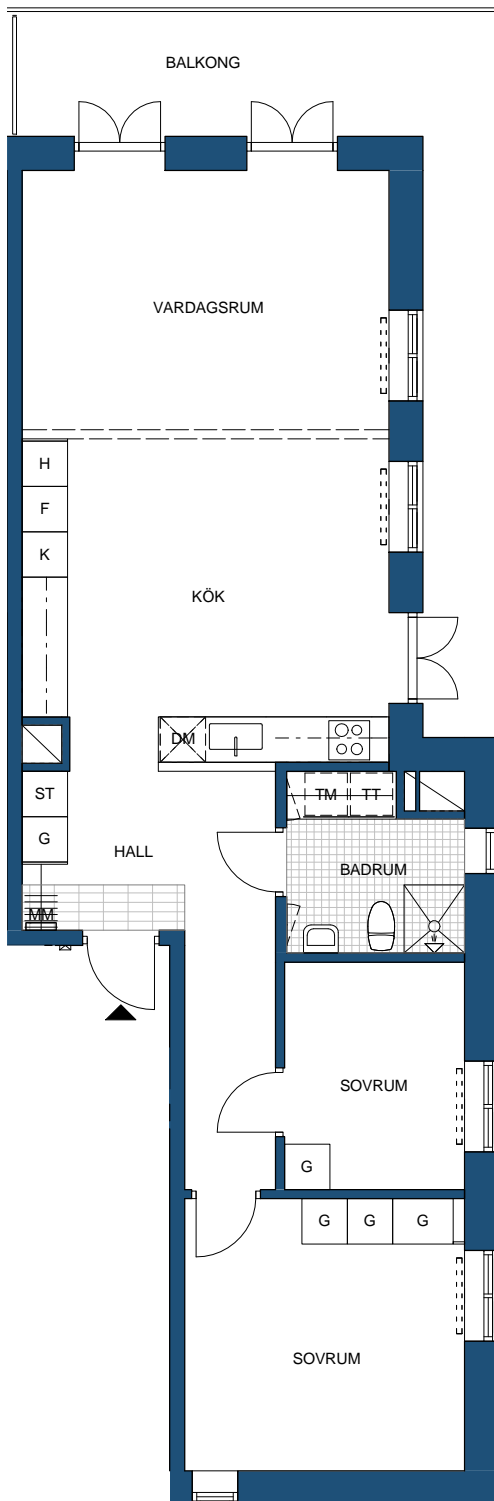 BALKONG
VARDAGSRUM
H
F
K
KÖK
DM
ST
TM TT
G
HALL
BADRUM
MM
SOVRUM
G
G G G
SOVRUM